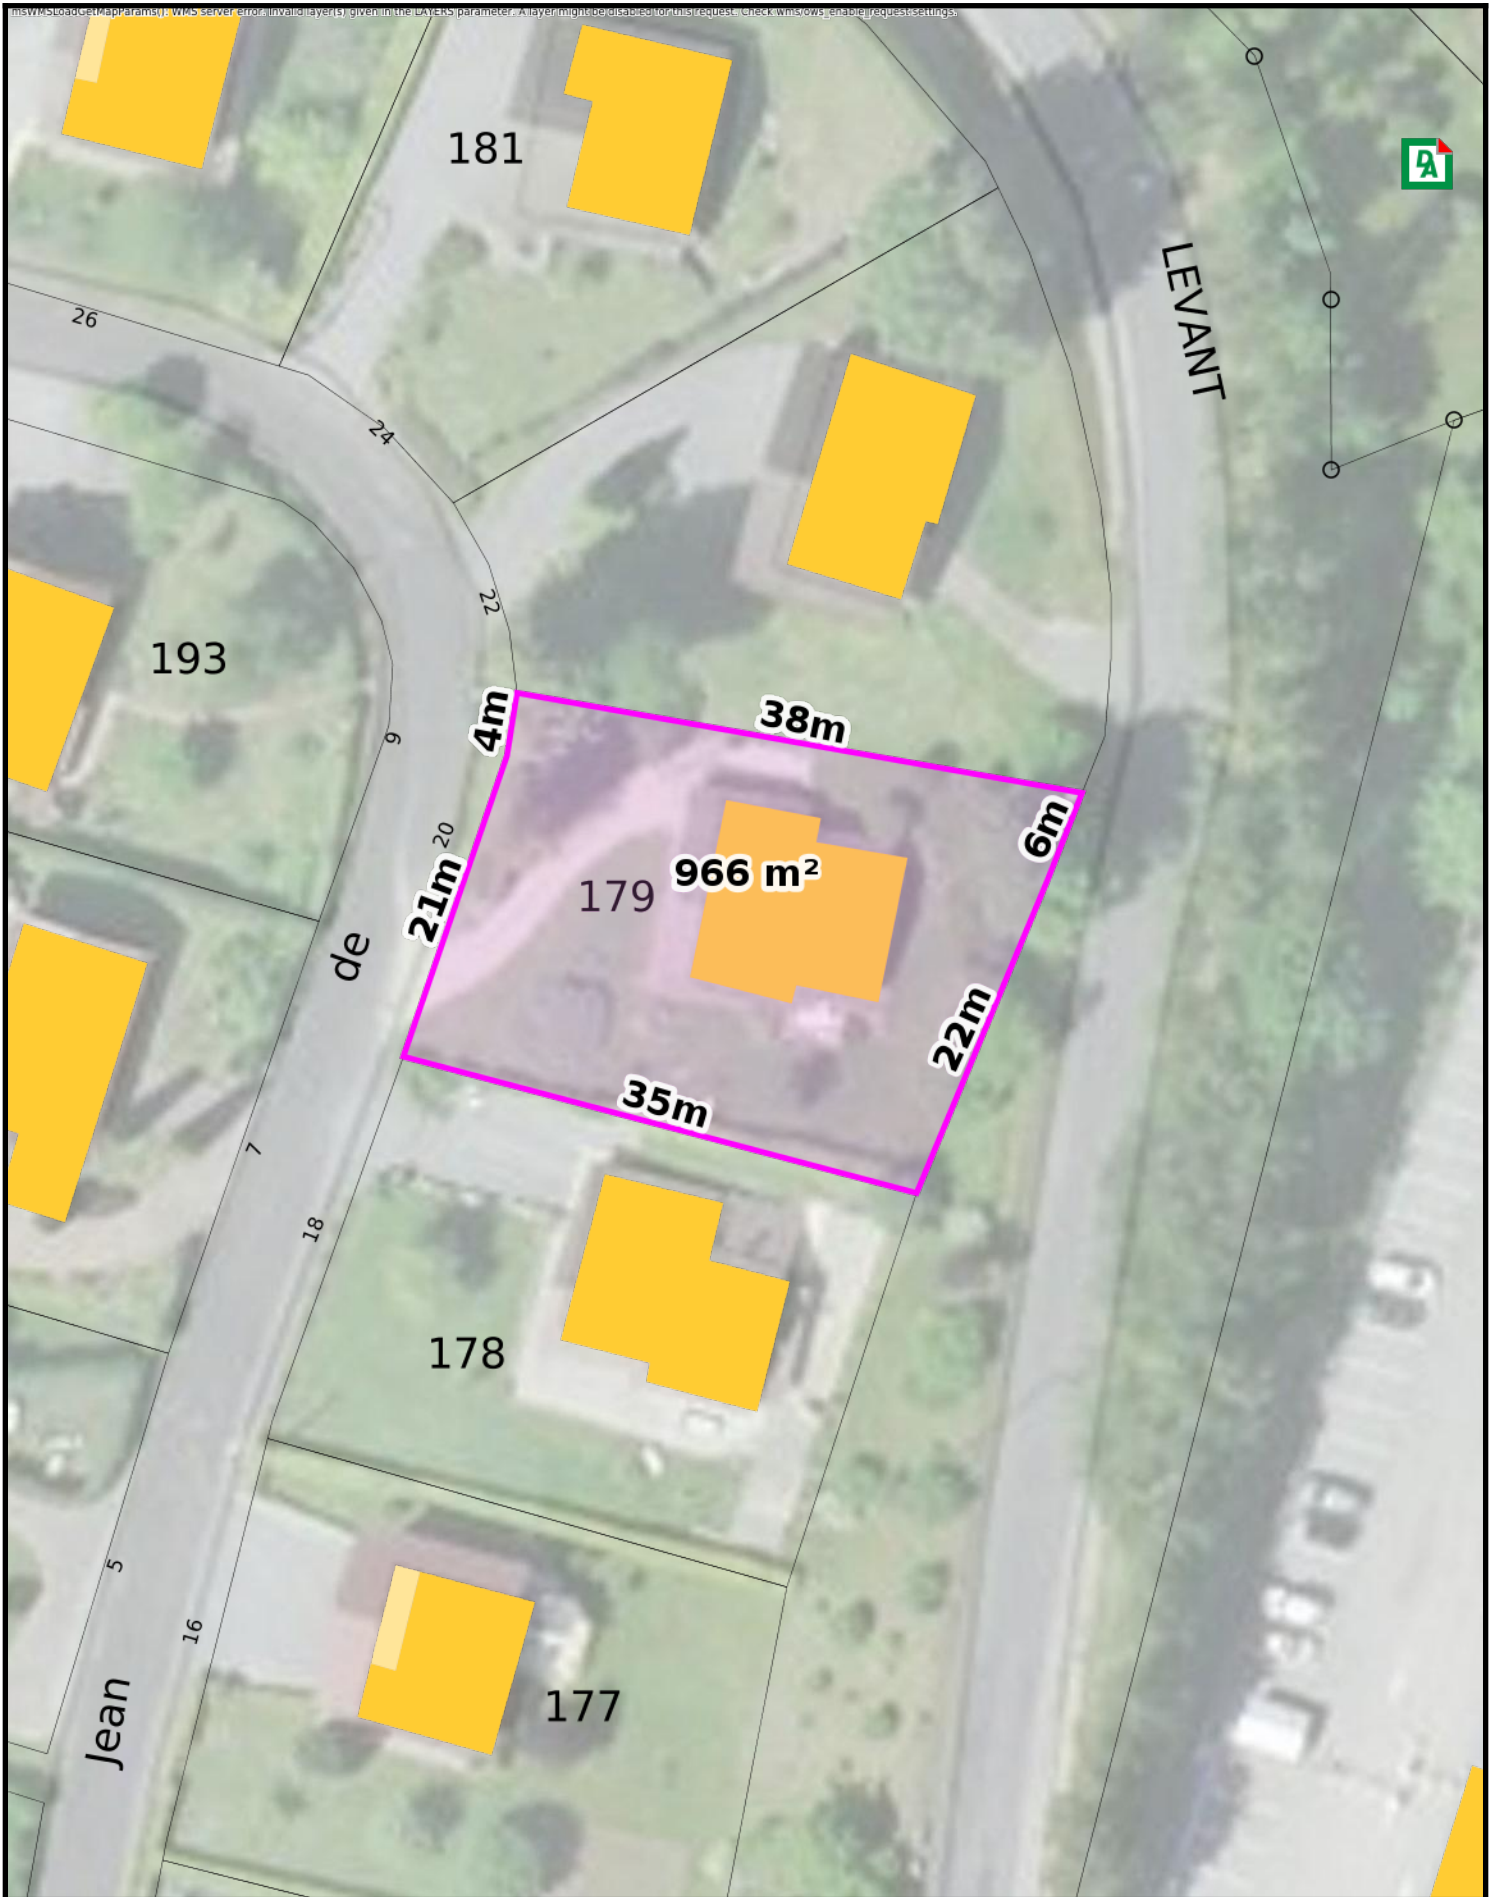 msWMSLoadGetMapParams(): WMS server error. Invalid layer(s) given in the LAYERS parameter. A layer might be disabled for this request. Check wms/ows_enable_request settings.
181
DA
LEVANT
26
24
22
193
4m
38m
9
20
6m
966 m²
179
21m
de
22m
35m
7
18
178
5
16
177
Jean